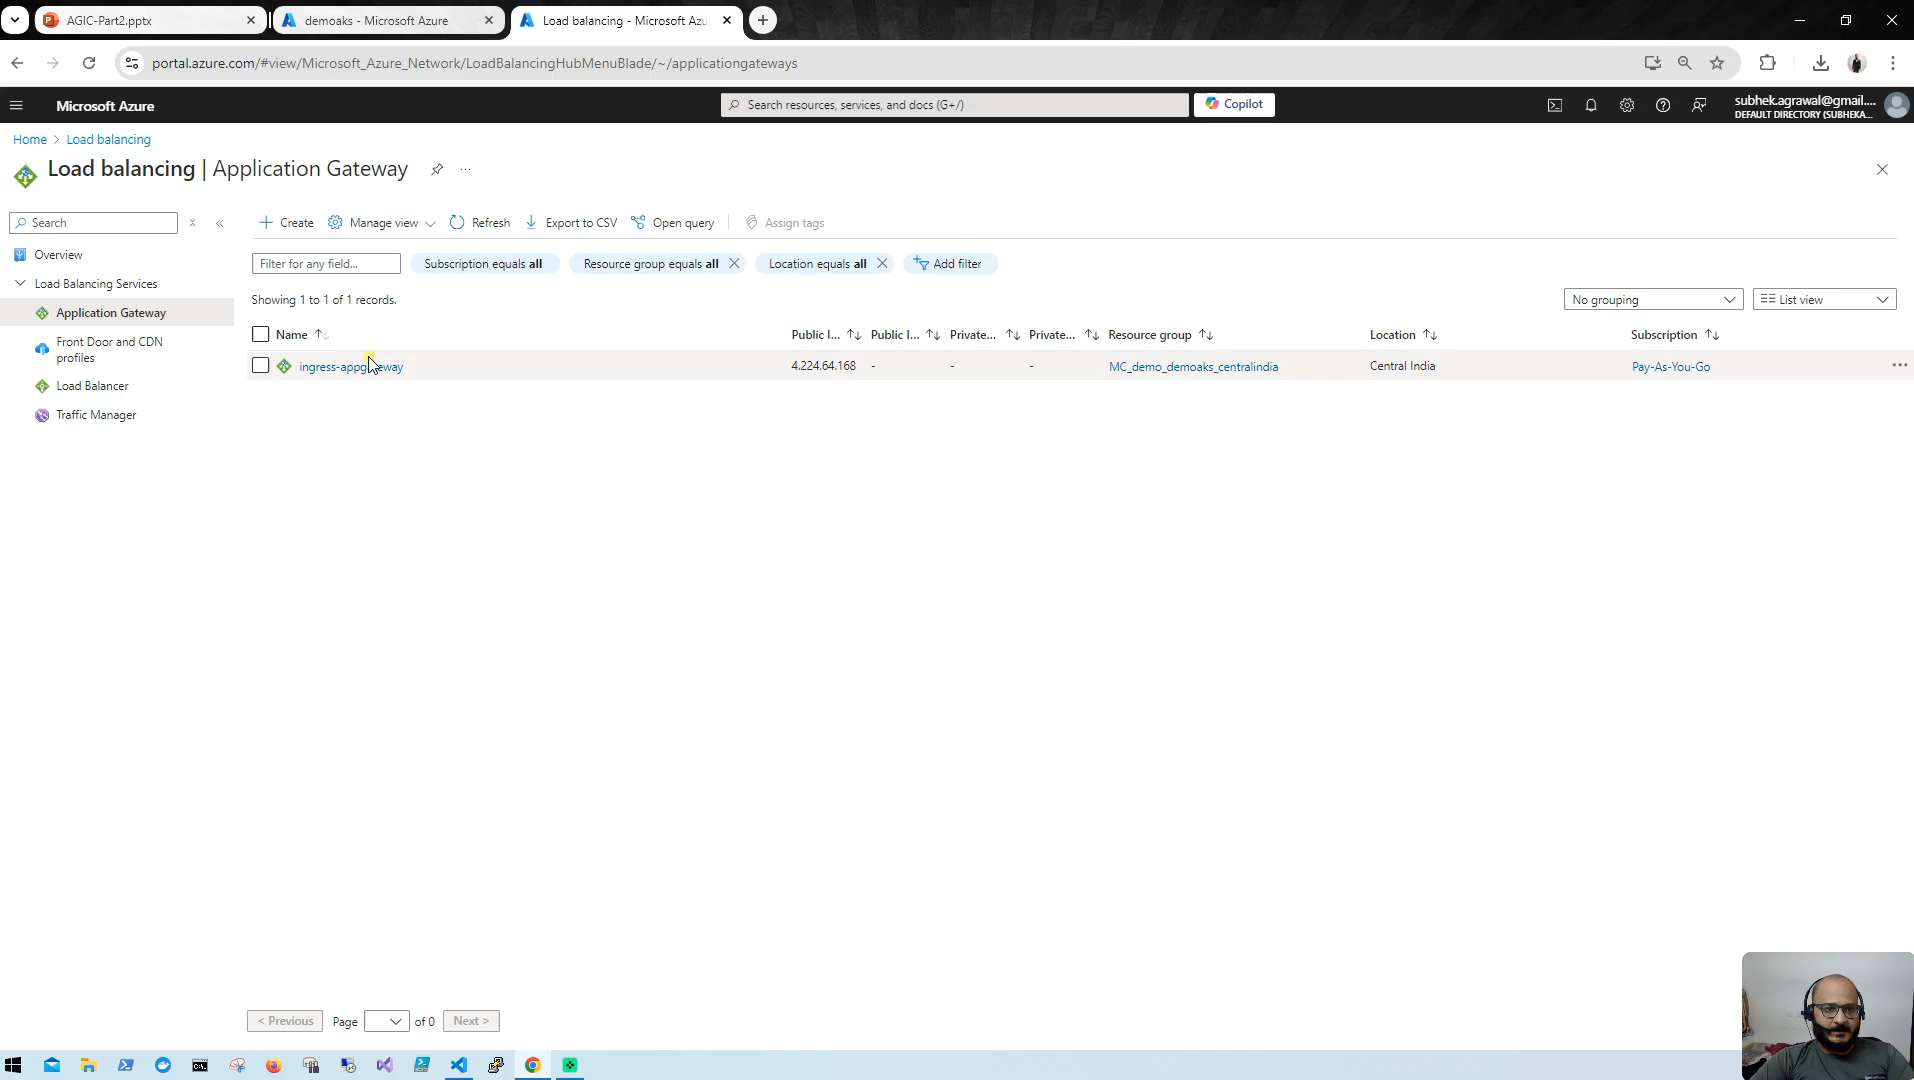 AGIC-Part2.pptx
demoaks - Microsoft Azure
Load balancing - Microsoft Azu
portal.azure.com/#view/Microsoft_Azure_Network/LoadBalancingHubMenuBlade/~/applicationgateways
Microsoft Azure
Search resources, services, and docs (G+/)
Copilot
subhek.agrawal@gmail....
DEFAULT DIRECTORY (SUBHEKA...
Home > Load balancing
Load balancing | Application Gateway
Search
Create
Manage view
Refresh
Export to CSV
Open query
Assign tags
Overview
Load Balancing Services
Application Gateway
Front Door and CDN
profiles
Load Balancer
Traffic Manager
Filter for any field...
Subscription equals all
Resource group equals all
Location equals all
Add filter
Showing 1 to 1 of 1 records.
No grouping
List view
Name
Public I...
Public I...
Private...
Private...
Resource group
Location
Subscription
ingress-appgateway
4.224.64.168
-
-
-
MC_demo_demoaks_centralindia
Central India
Pay-As-You-Go
< Previous
Page
of 0
Next >